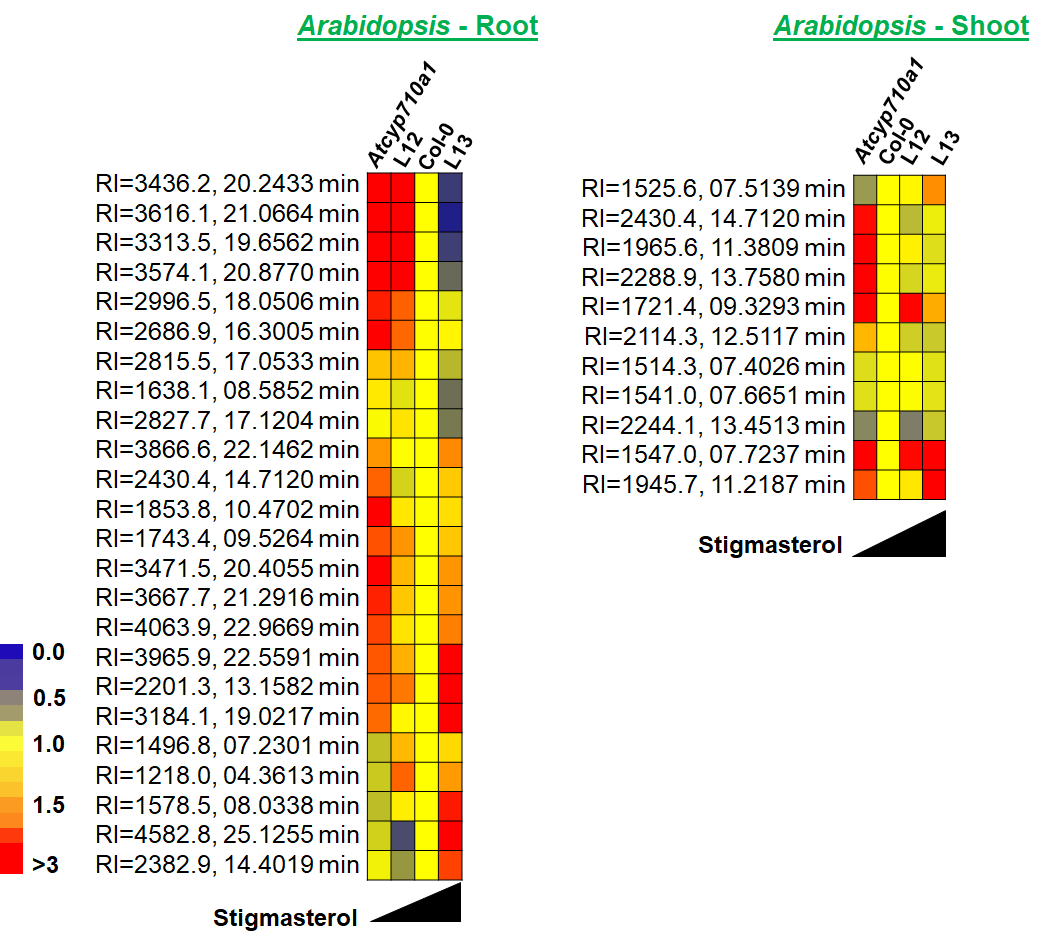 Arabidopsis - Root
Atcyp710a1
L12
Col-0
L13
RI=3436.2, 20.2433 min
RI=3616.1, 21.0664 min
RI=3313.5, 19.6562 min
RI=3574.1, 20.8770 min
RI=2996.5, 18.0506 min
RI=2686.9, 16.3005 min
RI=2815.5, 17.0533 min
RI=1638.1, 08.5852 min
RI=2827.7, 17.1204 min
RI=3866.6, 22.1462 min
RI=2430.4, 14.7120 min
RI=1853.8, 10.4702 min
RI=1743.4, 09.5264 min
RI=3471.5, 20.4055 min
RI=3667.7, 21.2916 min
RI=4063.9, 22.9669 min
RI=3965.9, 22.5591 min
RI=2201.3, 13.1582 min
RI=3184.1, 19.0217 min
RI=1496.8, 07.2301 min
RI=1218.0, 04.3613 min
RI=1578.5, 08.0338 min
RI=4582.8, 25.1255 min
RI=2382.9, 14.4019 min
Stigmasterol
0.0
0.5
1.0
1.5
>3
Arabidopsis - Shoot
Atcyp710a1
Col-0
L12
L13
RI=1525.6, 07.5139 min
RI=2430.4, 14.7120 min
RI=1965.6, 11.3809 min
RI=2288.9, 13.7580 min
RI=1721.4, 09.3293 min
RI=2114.3, 12.5117 min
RI=1514.3, 07.4026 min
RI=1541.0, 07.6651 min
RI=2244.1, 13.4513 min
RI=1547.0, 07.7237 min
RI=1945.7, 11.2187 min
Stigmasterol